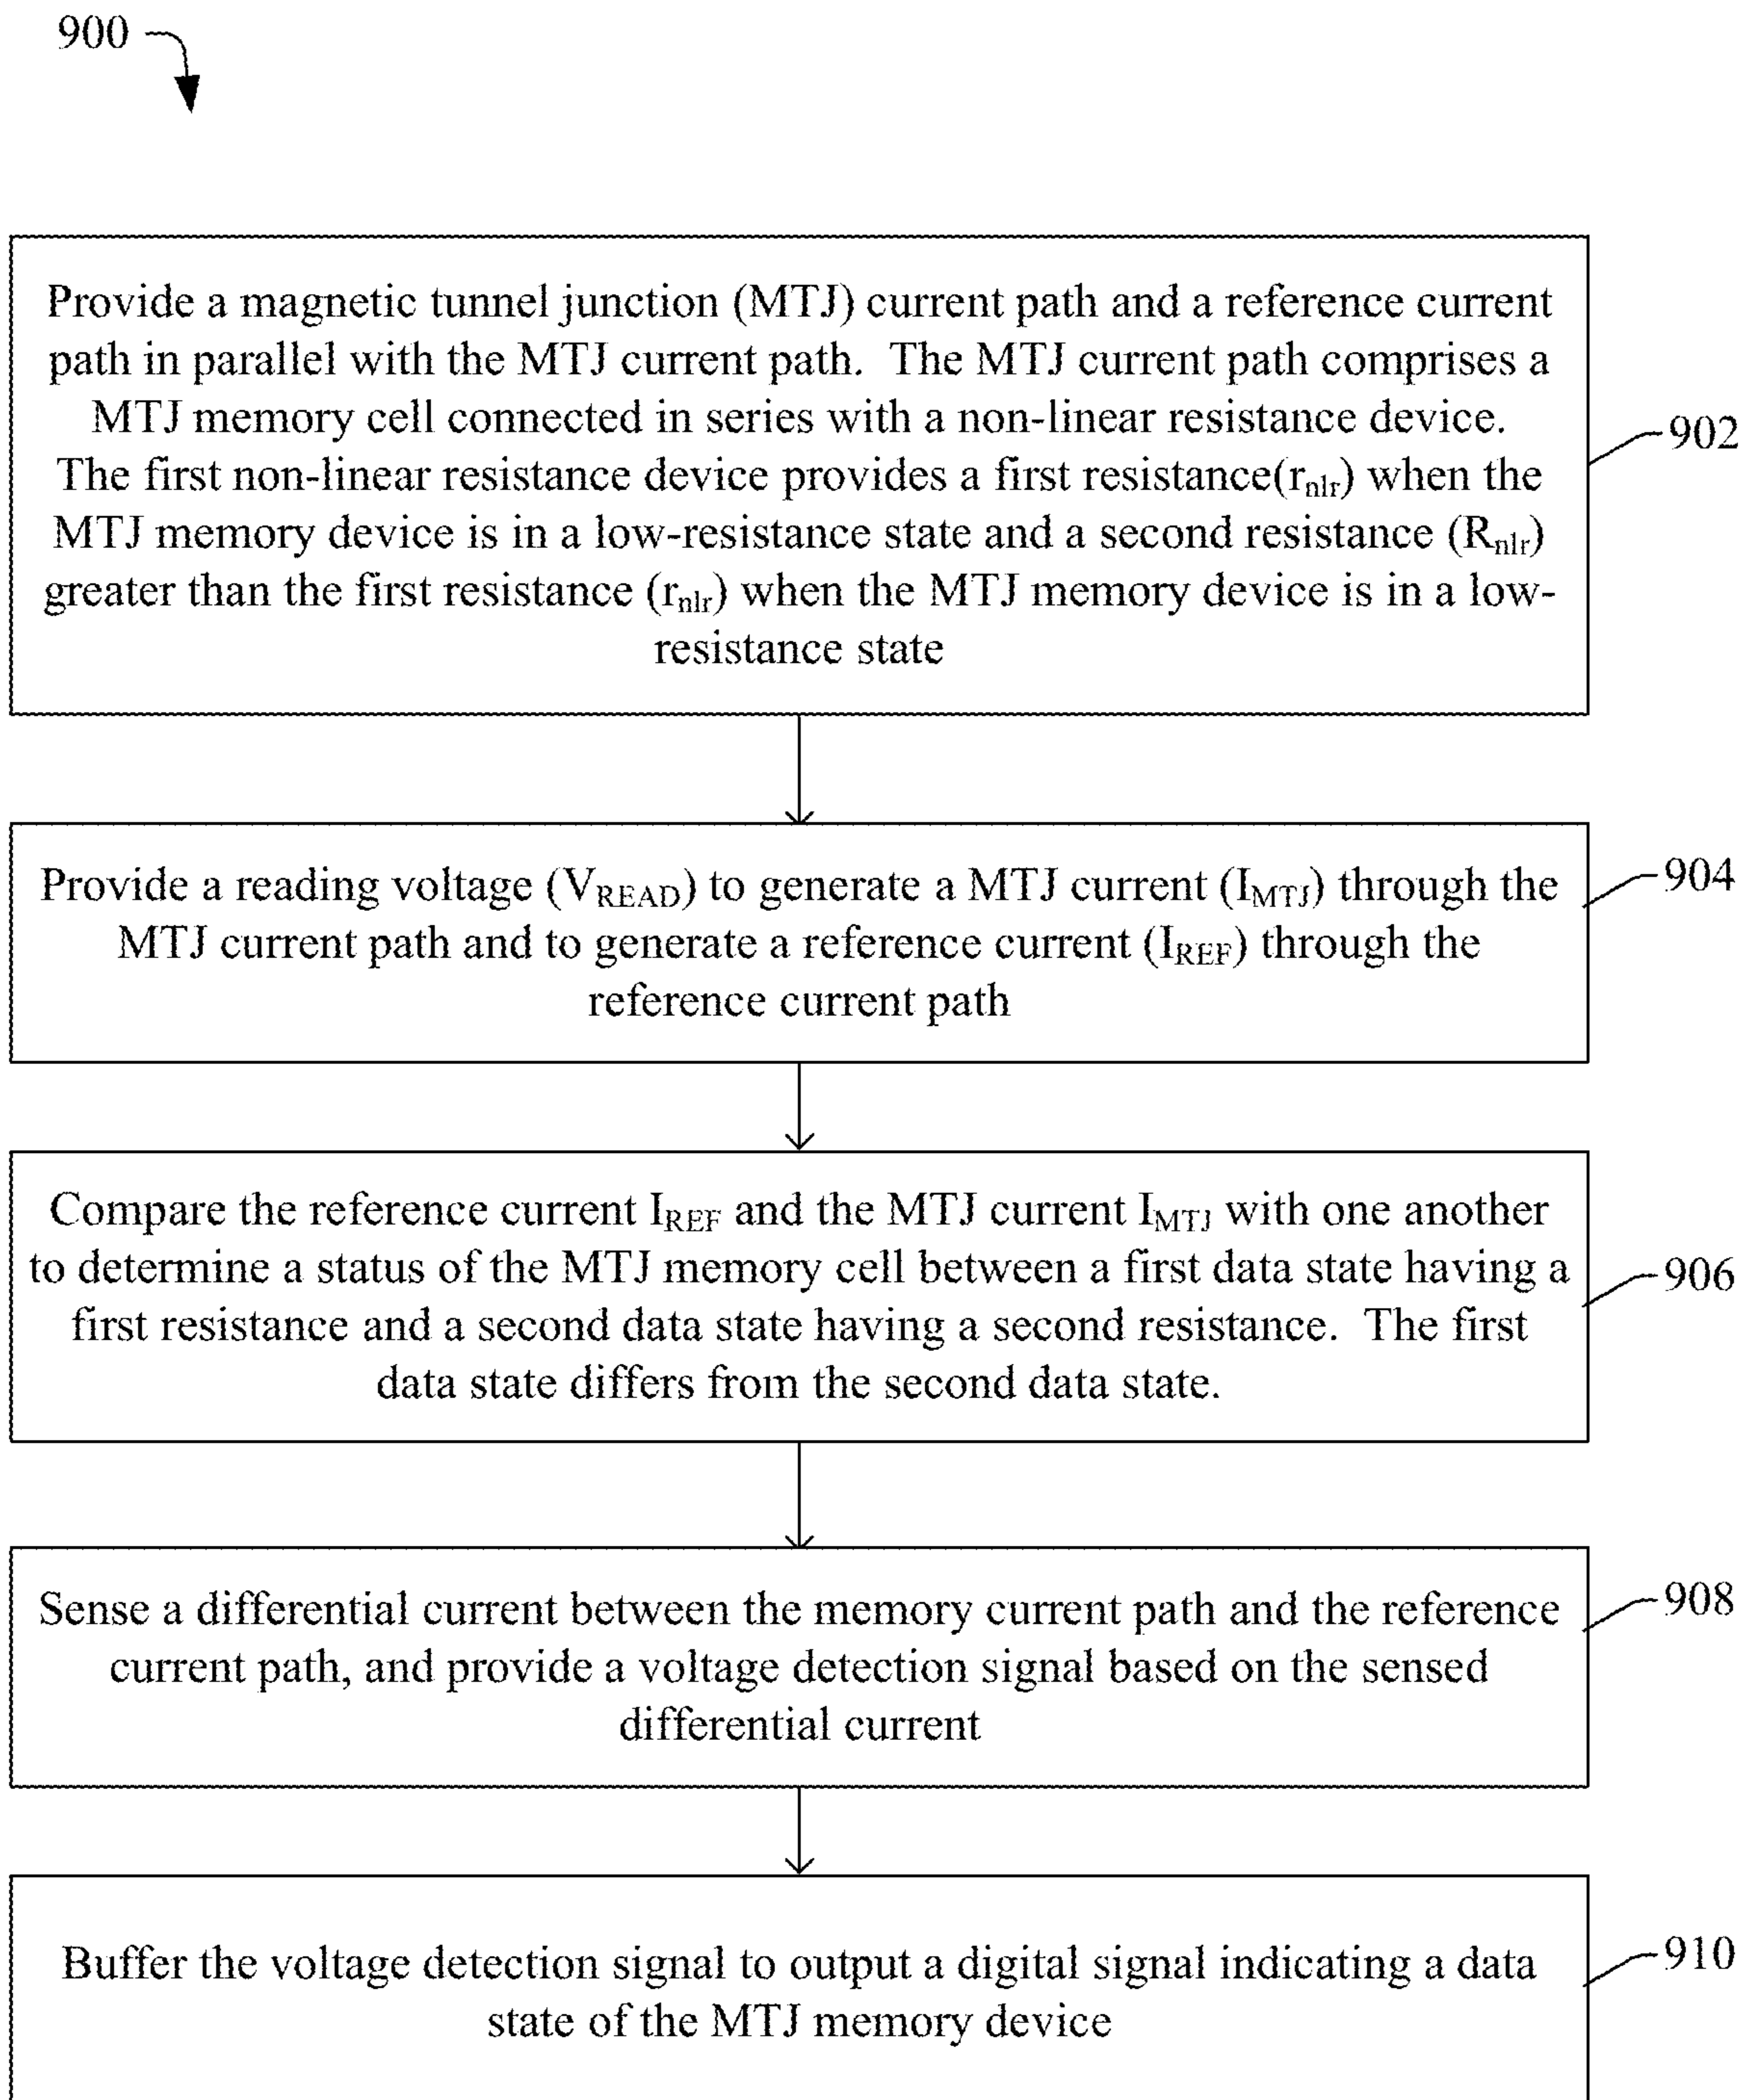 900
Provide a magnetic tunnel junction (MTJ) current path and a reference current
path in parallel with the MTJ current path.  The MTJ current path comprises a
MTJ memory cell connected in series with a non-linear resistance device.
The first non-linear resistance device provides a first resistance(rnlr) when the
MTJ memory device is in a low-resistance state and a second resistance (Rnlr)
greater than the first resistance (rnlr) when the MTJ memory device is in a low-
resistance state
902
Provide a reading voltage (VREAD) to generate a MTJ current (IMTJ) through the
MTJ current path and to generate a reference current (IREF) through the
reference current path
904
Compare the reference current IREF and the MTJ current IMTJ with one another
to determine a status of the MTJ memory cell between a first data state having a
first resistance and a second data state having a second resistance.  The first
data state differs from the second data state.
906
Sense a differential current between the memory current path and the reference
current path, and provide a voltage detection signal based on the sensed
differential current
908
Buffer the voltage detection signal to output a digital signal indicating a data
state of the MTJ memory device
910